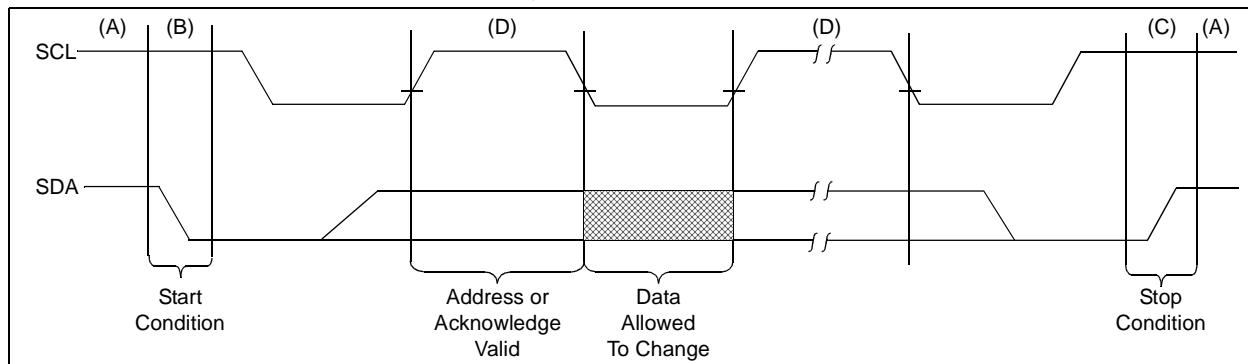 (A) (B) (D) (D) (C) (A)
SCL
SDA
Start
Condition
Address or
Acknowledge
Valid
Data
Allowed
To Change
Stop
Condition